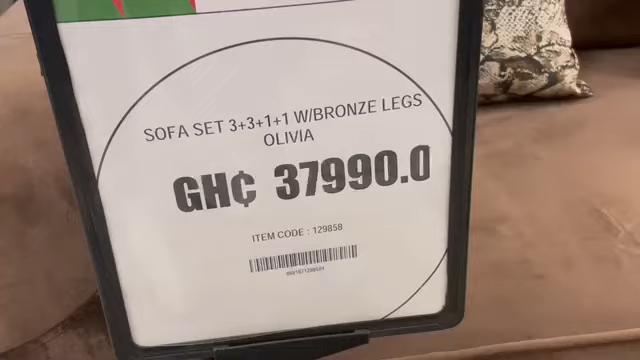 SOFA SET 3+3+1+1 W/BRONZE LEGS
OLIVIA
GH₵ 37990.0
ITEM CODE : 129858